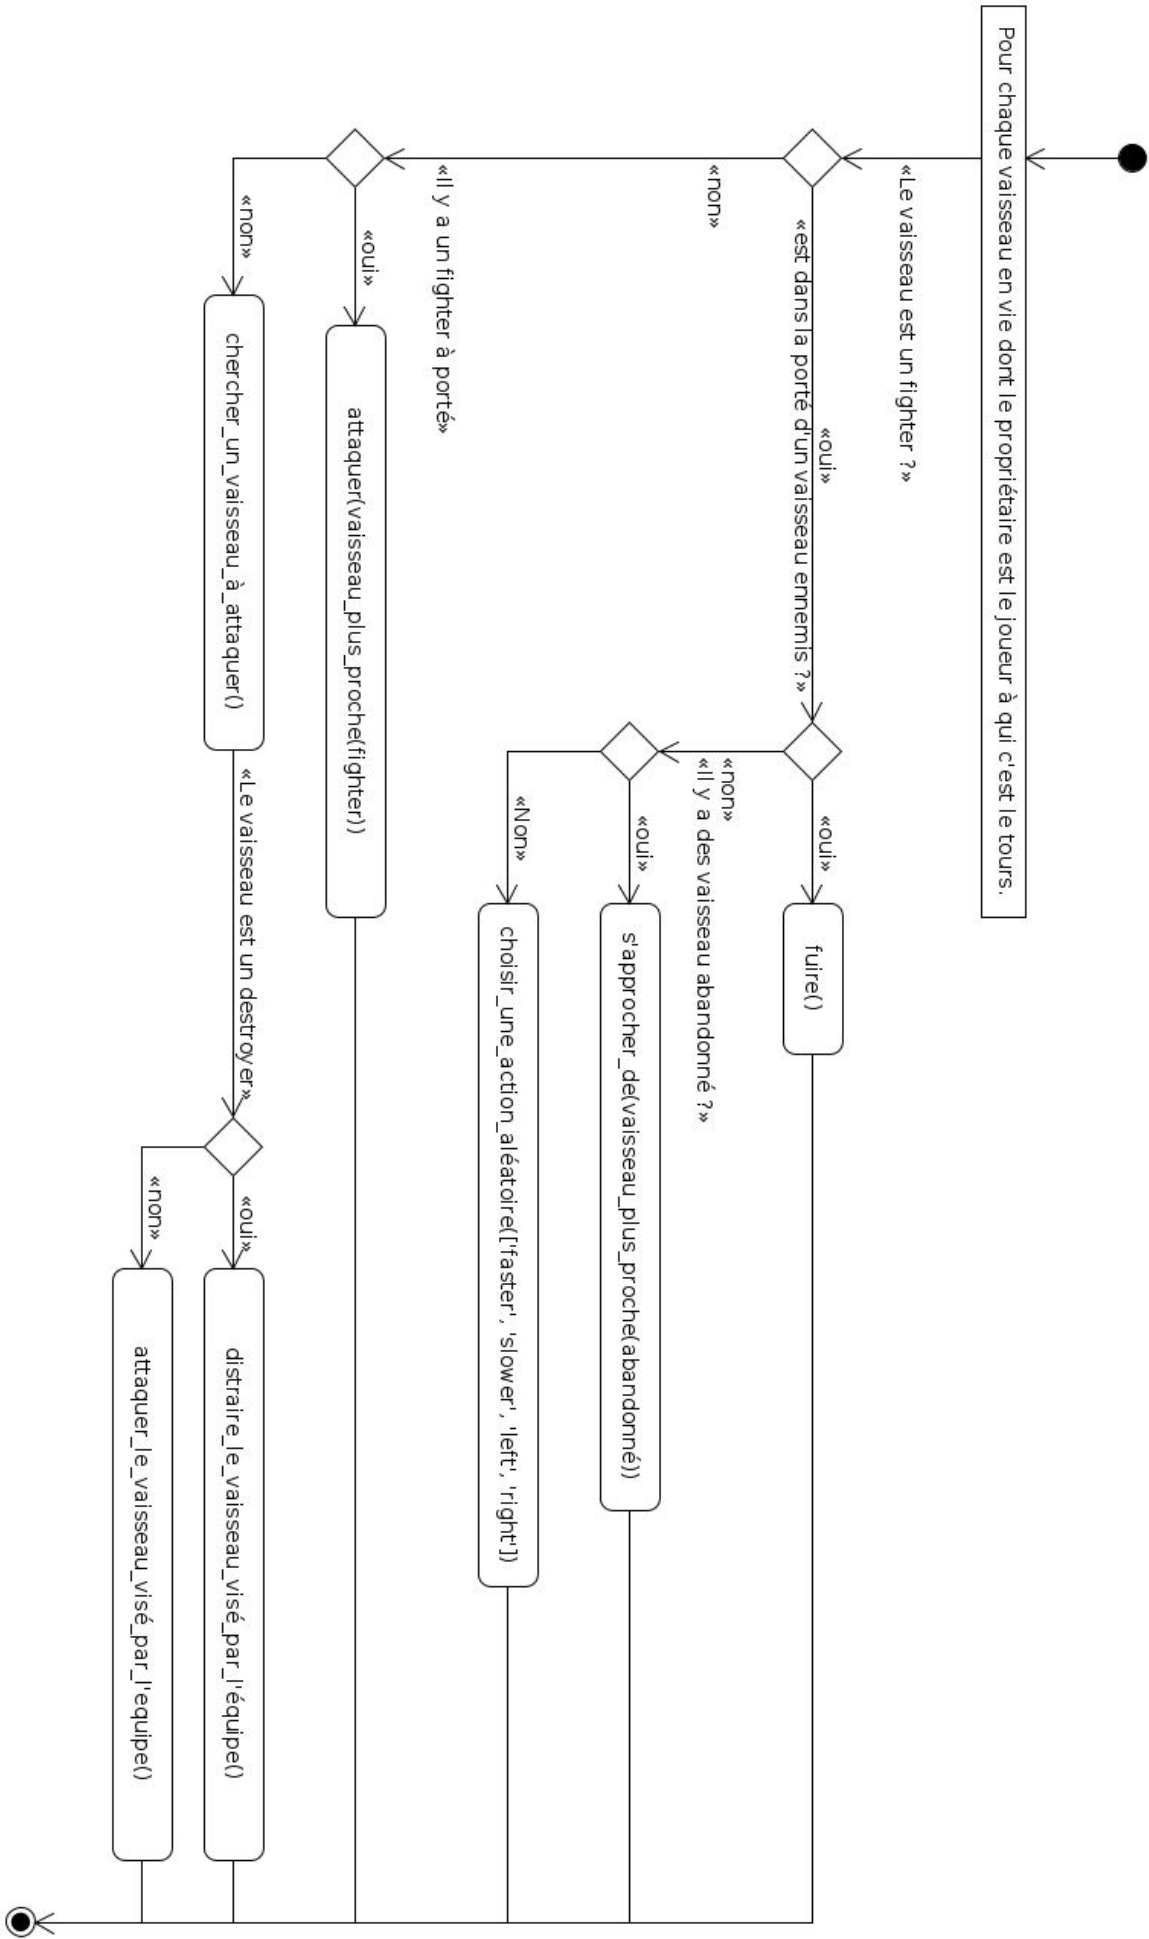 Pour chaque vaisseau en vie dont le propriétaire est le joueur à qui c'est le tours.
«Le vaisseau est un fighter ?»
«oui»
«est dans la porté d'un vaisseau ennemis ?»
«oui»
fuire()
«non»
«Il y a des vaisseau abandonné ?»
«oui»
s'approcher_de(vaisseau_plus_proche(abandonné))
«Non»
choisir_une_action_aléatoire(['faster', 'slower', 'left', 'right'])
«non»
«Il y a un fighter à porté»
«oui»
attaquer(vaisseau_plus_proche(fighter))
«non»
chercher_un_vaisseau_à_attaquer()
«Le vaisseau est un destroyer»
«oui»
distraire_le_vaisseau_visé_par_l'équipe()
«non»
attaquer_le_vaisseau_visé_par_l'equipe()